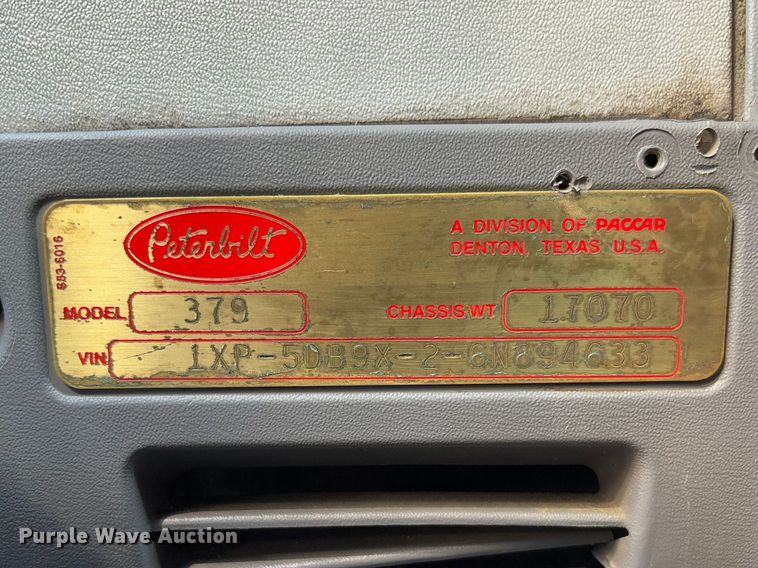 Peterbilt
A DIVISION OF PACCAR
DENTON, TEXAS U.S.A.
S83-6016
MODEL 379 CHASSIS WT 17070
VIN 1XP-5DB9X-2-6N894633
Purple Wave Auction®